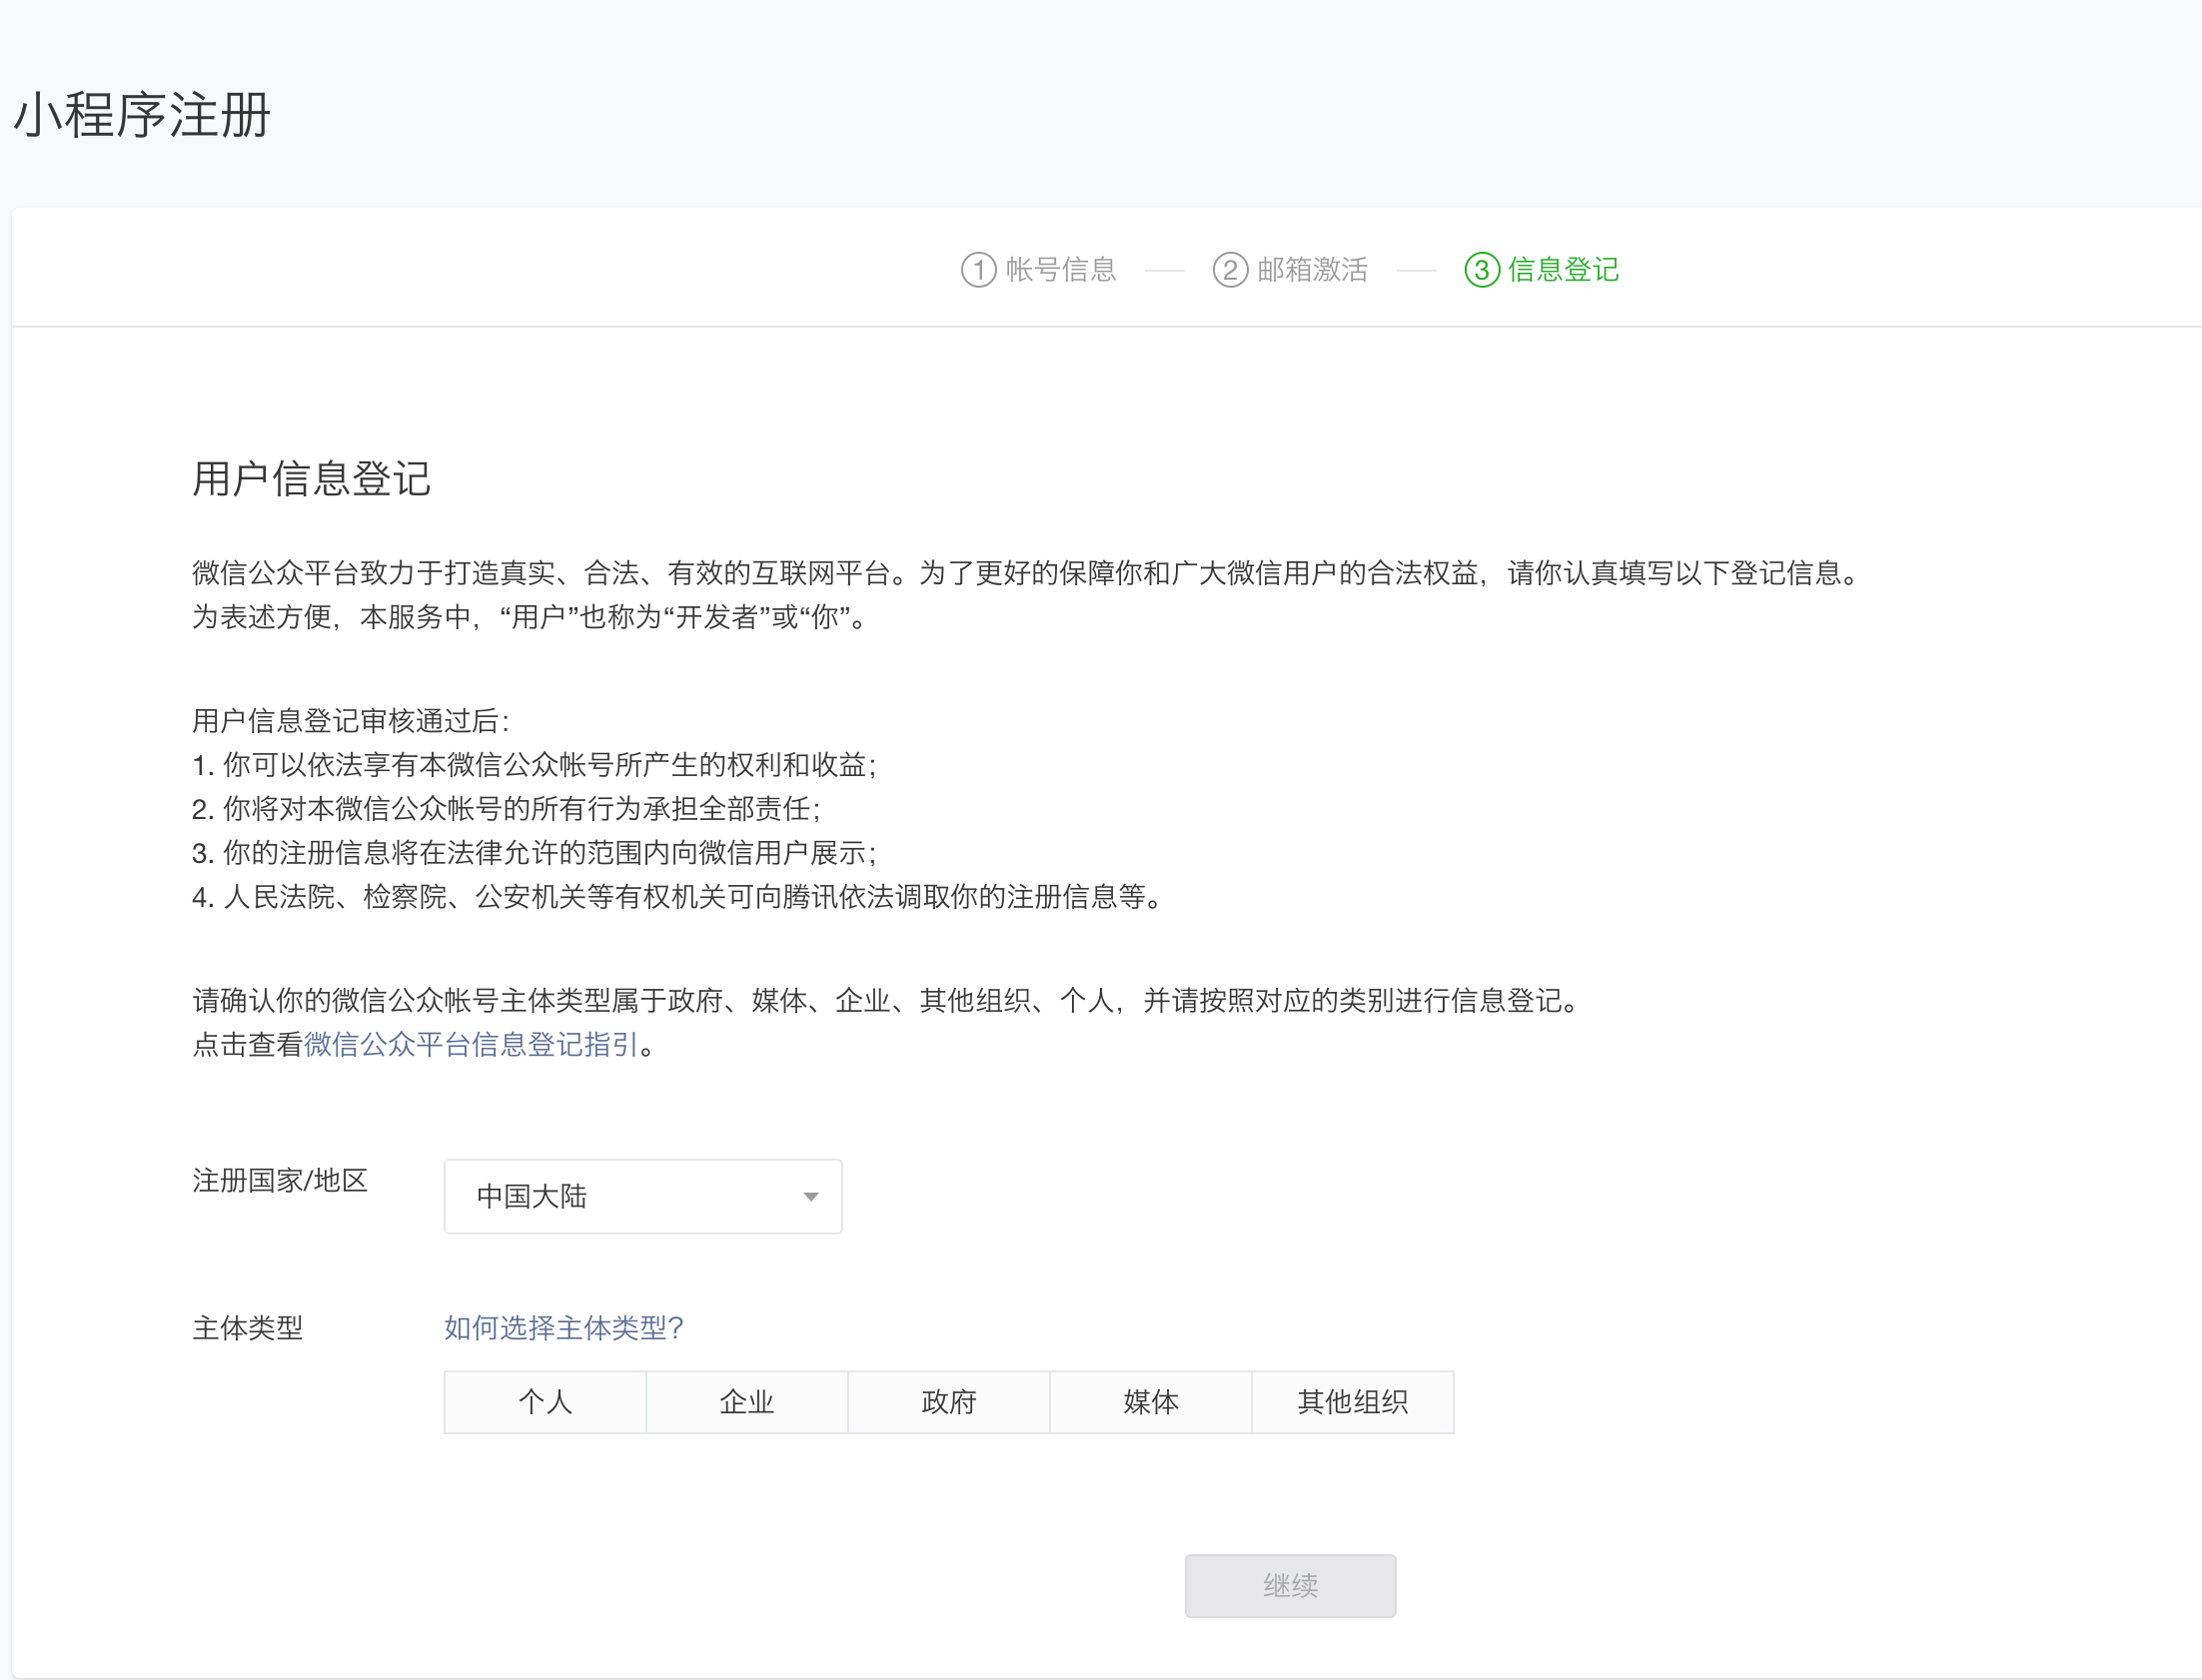 小程序注册
① 帐号信息 — ② 邮箱激活 — ③ 信息登记
用户信息登记
微信公众平台致力于打造真实、合法、有效的互联网平台。为了更好的保障你和广大微信用户的合法权益，请你认真填写以下登记信息。
为表述方便，本服务中，“用户”也称为“开发者”或“你”。
用户信息登记审核通过后：
1. 你可以依法享有本微信公众帐号所产生的权利和收益；
2. 你将对本微信公众帐号的所有行为承担全部责任；
3. 你的注册信息将在法律允许的范围内向微信用户展示；
4. 人民法院、检察院、公安机关等有权机关可向腾讯依法调取你的注册信息等。
请确认你的微信公众帐号主体类型属于政府、媒体、企业、其他组织、个人，并请按照对应的类别进行信息登记。
点击查看微信公众平台信息登记指引。
注册国家/地区 中国大陆
主体类型 如何选择主体类型？
个人 企业 政府 媒体 其他组织
继续